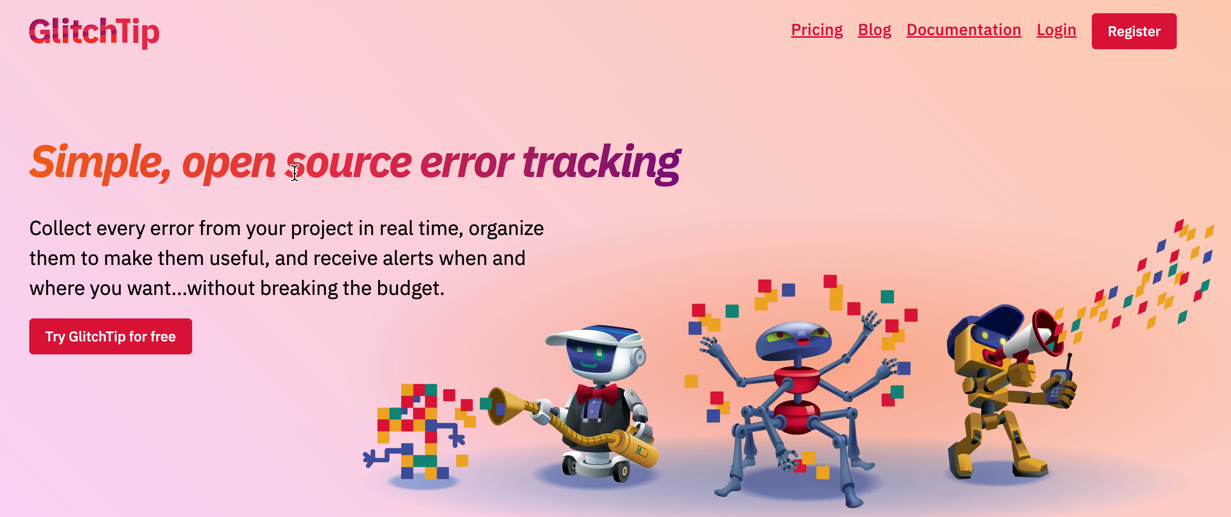 GlitchTip
Pricing Blog Documentation Login Register
Simple, open source error tracking
Collect every error from your project in real time, organize
them to make them useful, and receive alerts when and
where you want...without breaking the budget.
Try GlitchTip for free